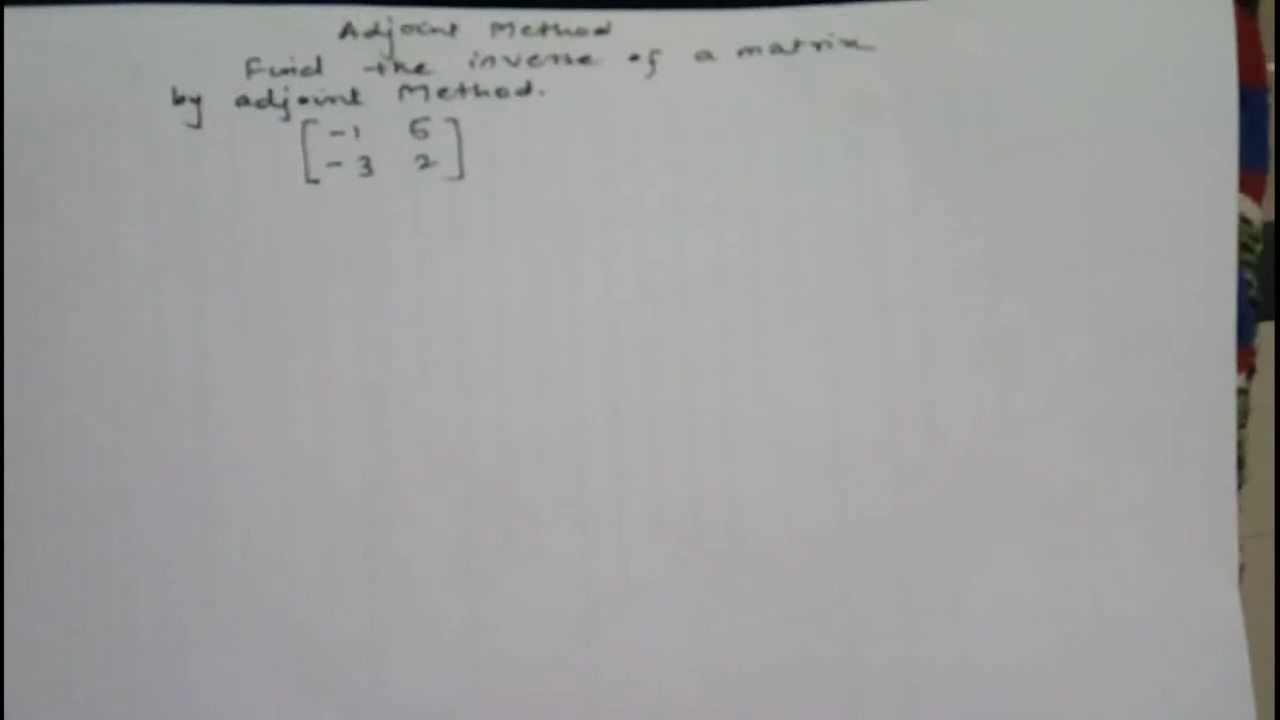 Adjoint Method
Find the inverse of a matrix
by adjoint Method.
[ -1 5 ]
[ -3 2 ]